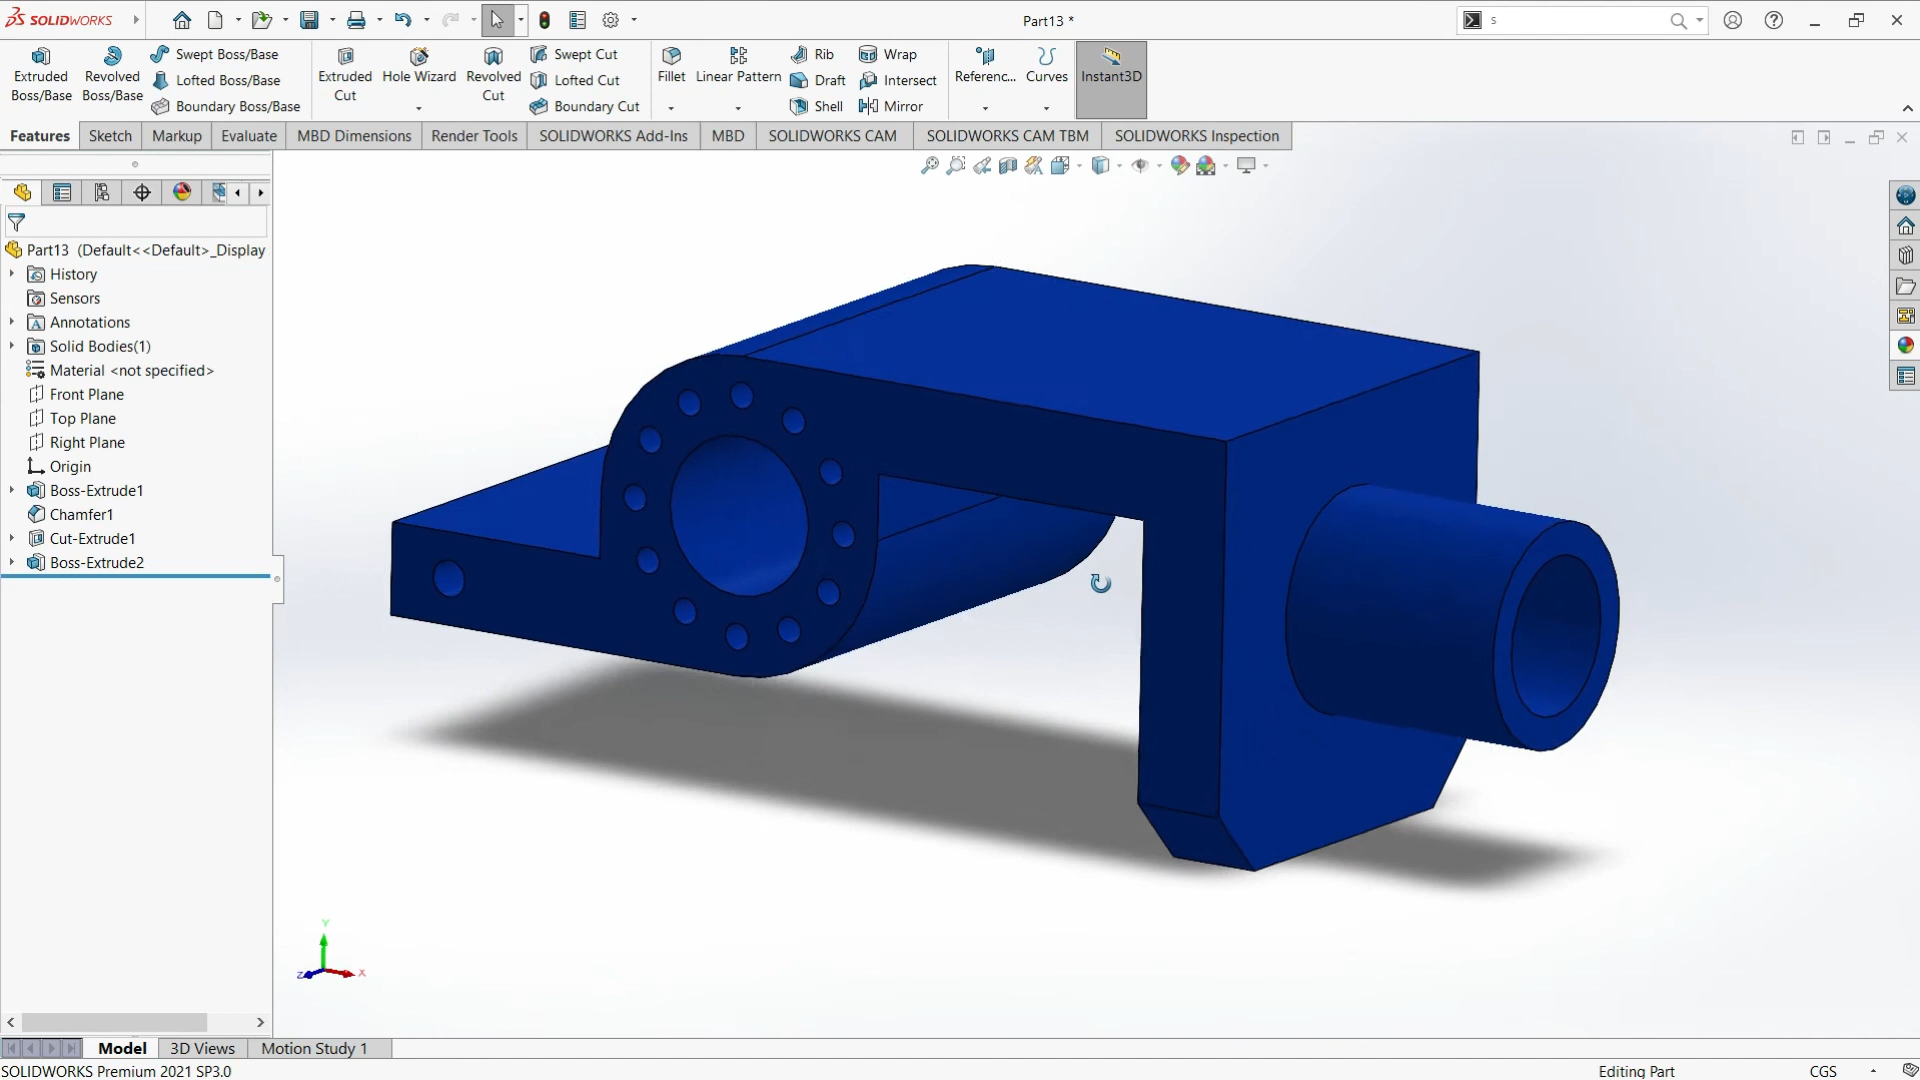 SOLIDWORKS
Part13 *
s
Extruded Boss/Base
Revolved Boss/Base
Swept Boss/Base
Lofted Boss/Base
Boundary Boss/Base
Extruded Cut
Hole Wizard
Revolved Cut
Swept Cut
Lofted Cut
Boundary Cut
Fillet
Linear Pattern
Rib
Draft
Shell
Wrap
Intersect
Mirror
Referenc...
Curves
Instant3D
Features
Sketch
Markup
Evaluate
MBD Dimensions
Render Tools
SOLIDWORKS Add-Ins
MBD
SOLIDWORKS CAM
SOLIDWORKS CAM TBM
SOLIDWORKS Inspection
Part13 (Default<<Default>_Display
History
Sensors
Annotations
Solid Bodies(1)
Material <not specified>
Front Plane
Top Plane
Right Plane
Origin
Boss-Extrude1
Chamfer1
Cut-Extrude1
Boss-Extrude2
Y
Z
X
Model
3D Views
Motion Study 1
SOLIDWORKS Premium 2021 SP3.0
Editing Part
CGS